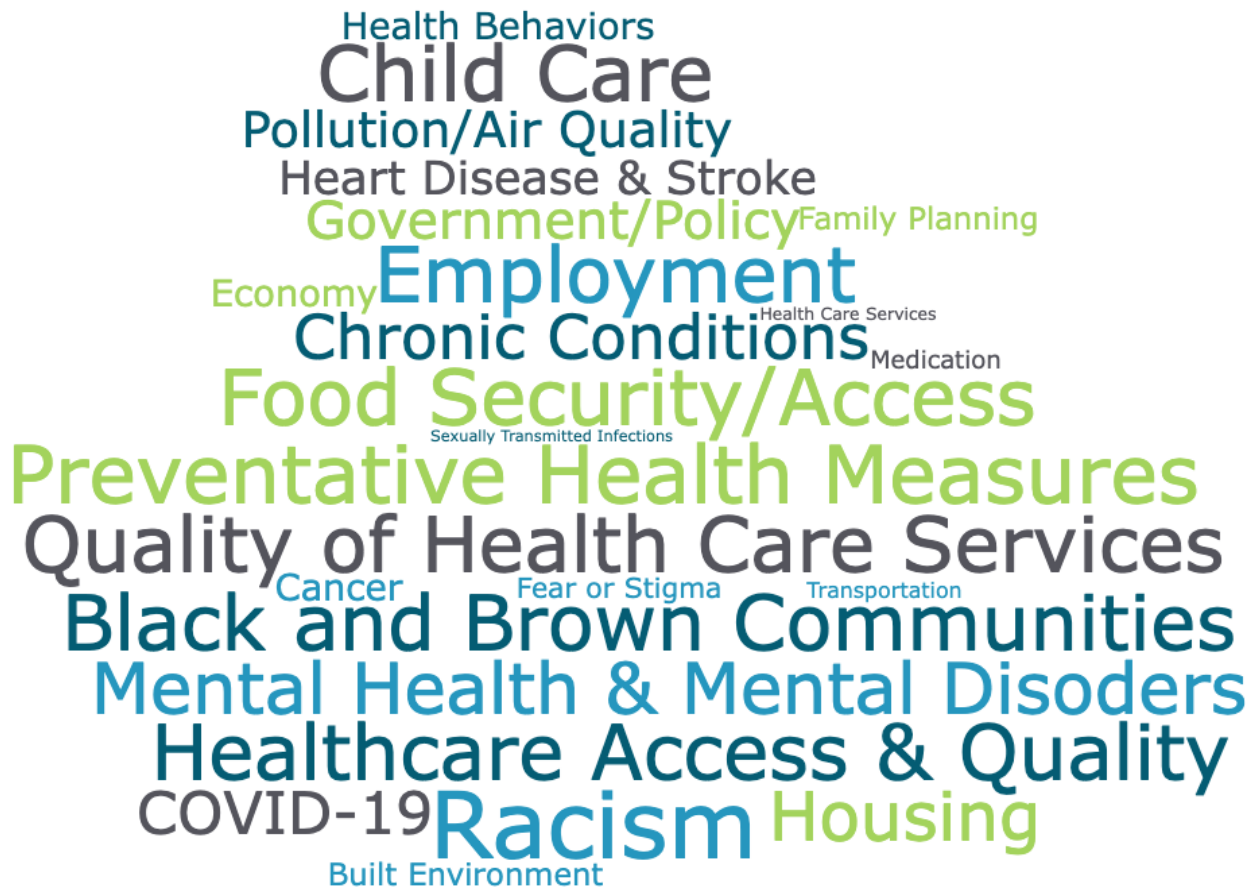 Health Behaviors
Child Care
Pollution/Air Quality
Heart Disease & Stroke
Government/Policy
Family Planning
Economy
Employment
Health Care Services
Chronic Conditions
Medication
Food Security/Access
Sexually Transmitted Infections
Preventative Health Measures
Quality of Health Care Services
Cancer
Fear or Stigma
Transportation
Black and Brown Communities
Mental Health & Mental Disoders
Healthcare Access & Quality
COVID-19
Racism
Housing
Built Environment